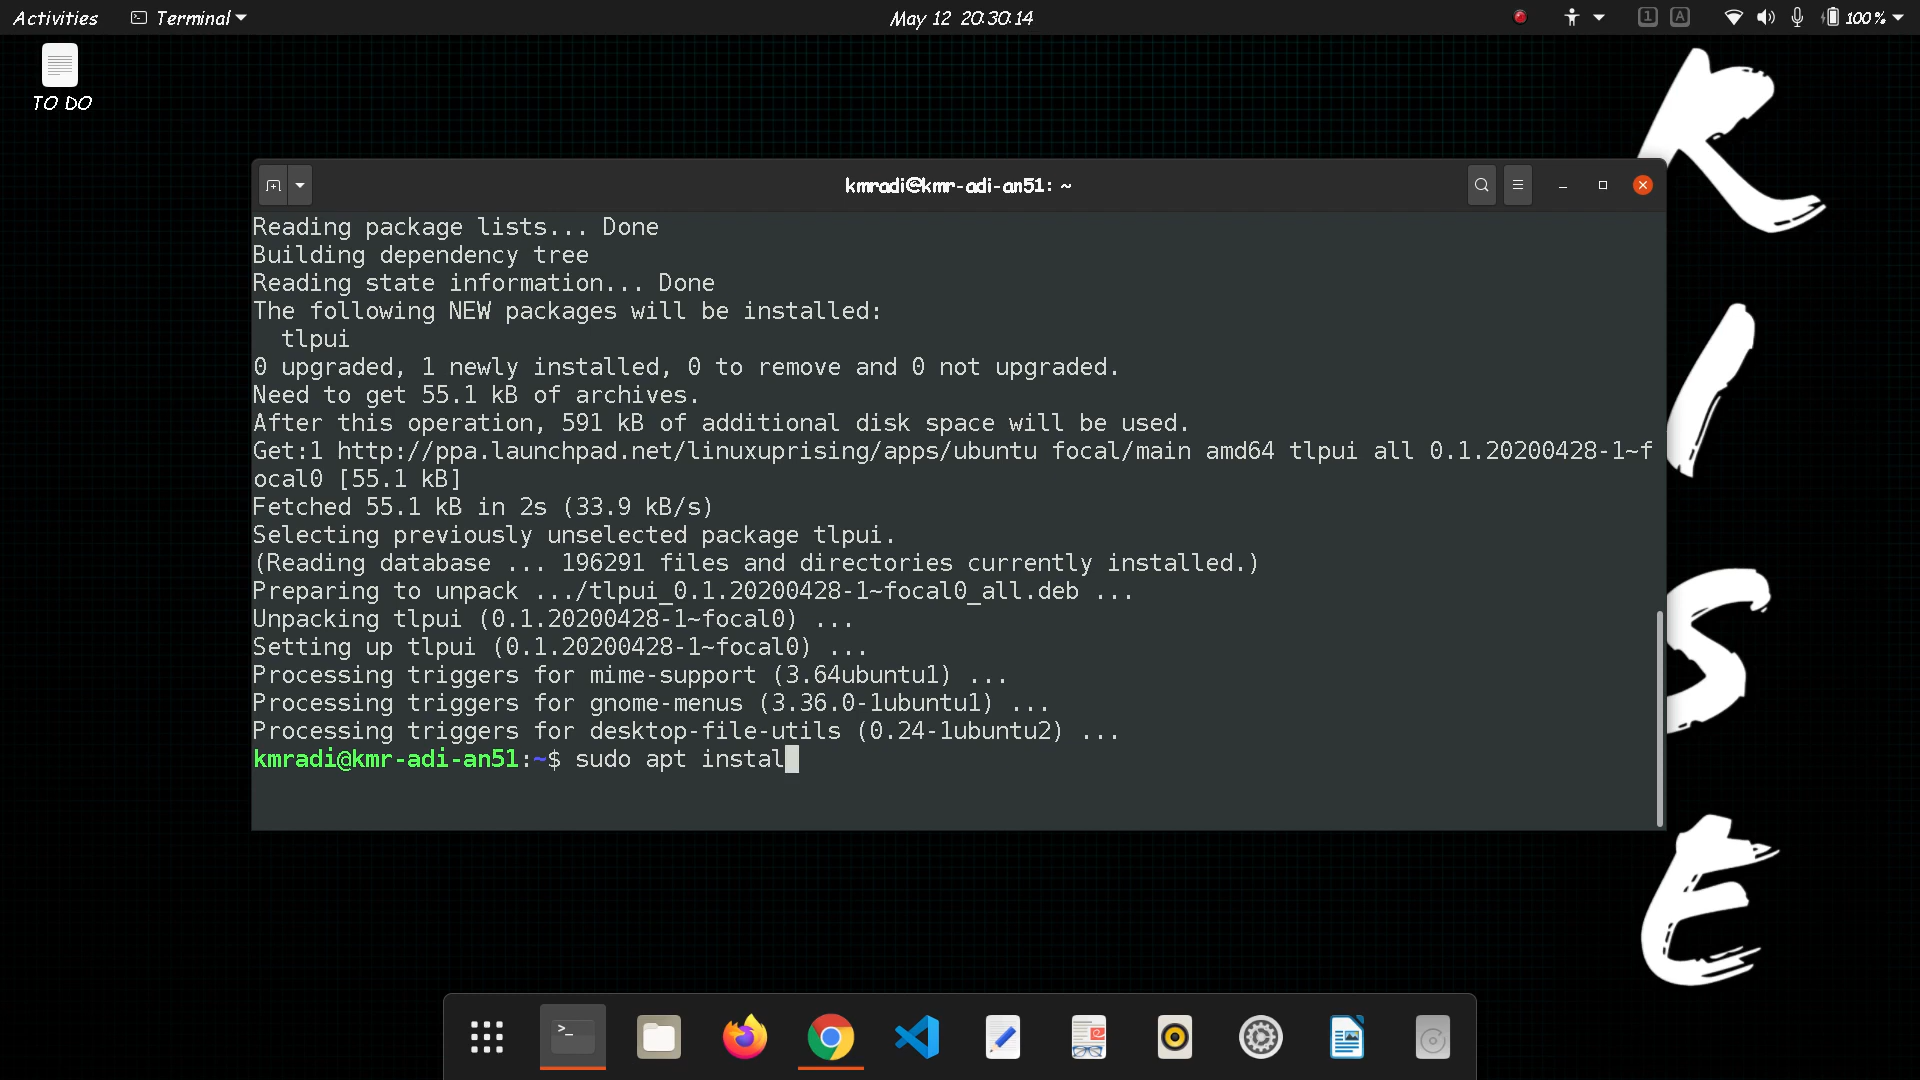 Activities
Terminal
May 12 20:30:14
1
A
100 %
TO DO
R
I
S
E
kmradi@kmr-adi-an51: ~
Reading package lists... Done
Building dependency tree
Reading state information... Done
The following NEW packages will be installed:
  tlpui
0 upgraded, 1 newly installed, 0 to remove and 0 not upgraded.
Need to get 55.1 kB of archives.
After this operation, 591 kB of additional disk space will be used.
Get:1 http://ppa.launchpad.net/linuxuprising/apps/ubuntu focal/main amd64 tlpui all 0.1.20200428-1~f
ocal0 [55.1 kB]
Fetched 55.1 kB in 2s (33.9 kB/s)
Selecting previously unselected package tlpui.
(Reading database ... 196291 files and directories currently installed.)
Preparing to unpack .../tlpui_0.1.20200428-1~focal0_all.deb ...
Unpacking tlpui (0.1.20200428-1~focal0) ...
Setting up tlpui (0.1.20200428-1~focal0) ...
Processing triggers for mime-support (3.64ubuntu1) ...
Processing triggers for gnome-menus (3.36.0-1ubuntu1) ...
Processing triggers for desktop-file-utils (0.24-1ubuntu2) ...
kmradi@kmr-adi-an51:~$ sudo apt instal